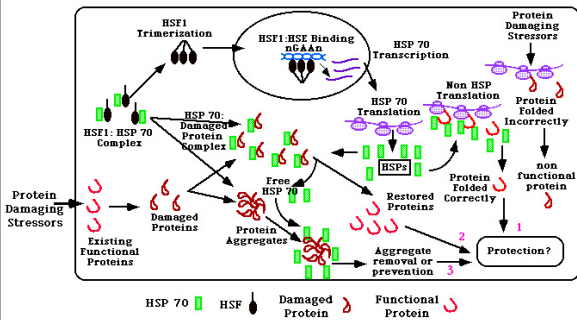 HSF1
Trimerization
HSF1:HSE Binding
nGAAn
HSP 70
Transcription
Protein
Damaging
Stressors
HSF1: HSP 70
Complex
HSP 70:
Damaged
Protein
Complex
HSP 70
Translation
Non HSP
Translation
Protein
Folded
Incorrectly
HSPs
Free
HSP 70
non
functional
protein
Protein
Damaging
Stressors
Existing
Functional
Proteins
Damaged
Proteins
Protein
Aggregates
Restored
Proteins
Protein
Folded
Correctly
1
2
Protection?
Aggregate
removal or
prevention
3
HSP 70
HSF
Damaged
Protein
Functional
Protein